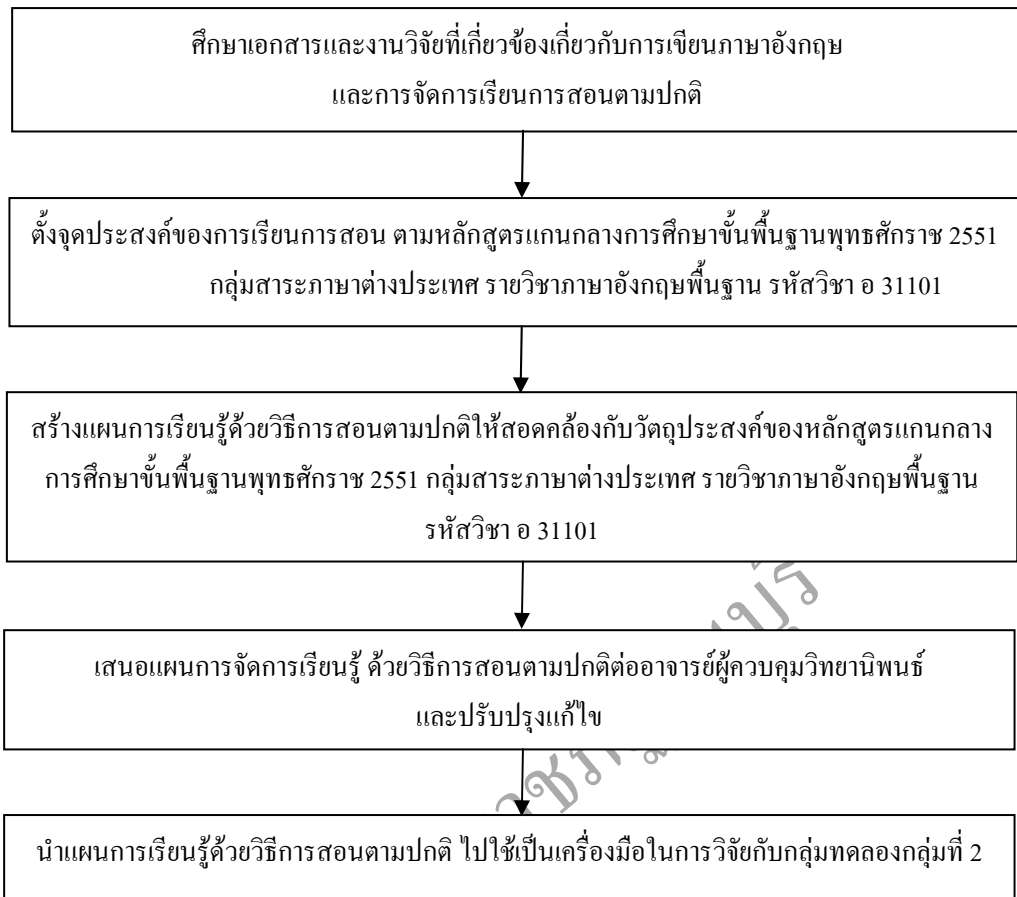 ศึกษาเอกสารและงานวิจัยที่เกี่ยวข้องเกี่ยวกับการเขียนภาษาอังกฤษ
และการจัดการเรียนการสอนตามปกติ
ตั้งจุดประสงค์ของการเรียนการสอน ตามหลักสูตรแกนกลางการศึกษาขั้นพื้นฐานพุทธศักราช 2551
กลุ่มสาระภาษาต่างประเทศ รายวิชาภาษาอังกฤษพื้นฐาน รหัสวิชา อ 31101
สร้างแผนการเรียนรู้ด้วยวิธีการสอนตามปกติให้สอดคล้องกับวัตถุประสงค์ของหลักสูตรแกนกลาง
การศึกษาขั้นพื้นฐานพุทธศักราช 2551 กลุ่มสาระภาษาต่างประเทศ รายวิชาภาษาอังกฤษพื้นฐาน
รหัสวิชา อ 31101
เสนอแผนการจัดการเรียนรู้ ด้วยวิธีการสอนตามปกติต่ออาจารย์ผู้ควบคุมวิทยานิพนธ์
และปรับปรุงแก้ไข
นำแผนการเรียนรู้ด้วยวิธีการสอนตามปกติ ไปใช้เป็นเครื่องมือในการวิจัยกับกลุ่มทดลองกลุ่มที่ 2